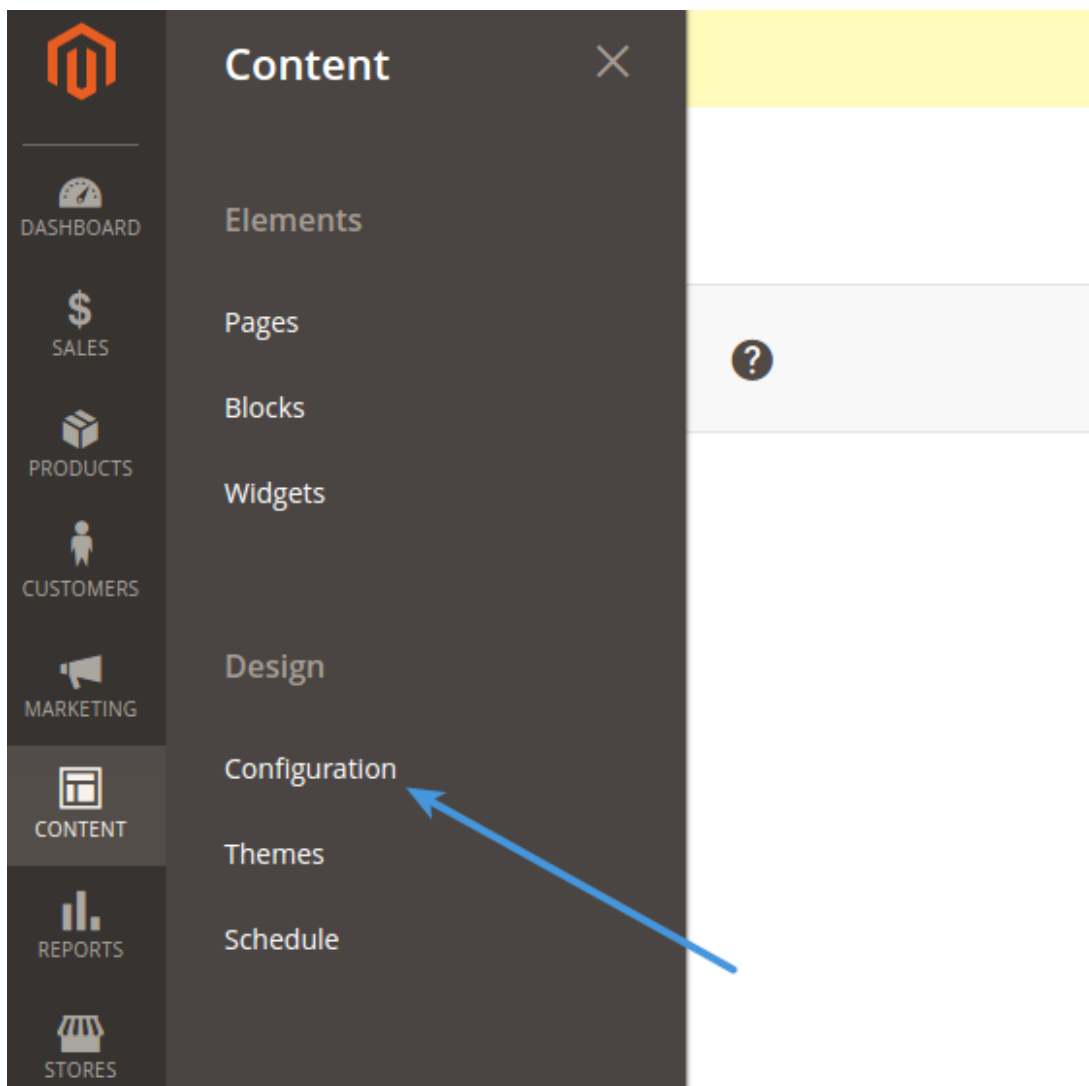 DASHBOARD
SALES
PRODUCTS
CUSTOMERS
MARKETING
CONTENT
REPORTS
STORES
Content
Elements
Pages
Blocks
Widgets
Design
Configuration
Themes
Schedule
?